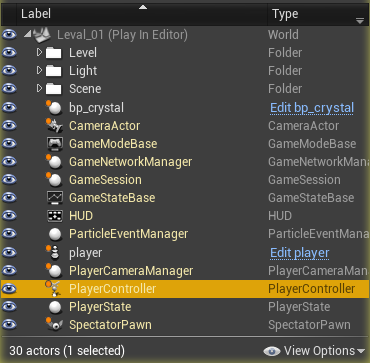 Label Type
Leval_01 (Play In Editor) World
Level Folder
Light Folder
Scene Folder
bp_crystal Edit bp_crystal
CameraActor CameraActor
GameModeBase GameModeBase
GameNetworkManager GameNetworkManager
GameSession GameSession
GameStateBase GameStateBase
HUD HUD
ParticleEventManager ParticleEventManager
player Edit player
PlayerCameraManager PlayerCameraMan
PlayerController PlayerController
PlayerState PlayerState
SpectatorPawn SpectatorPawn
30 actors (1 selected) View Options